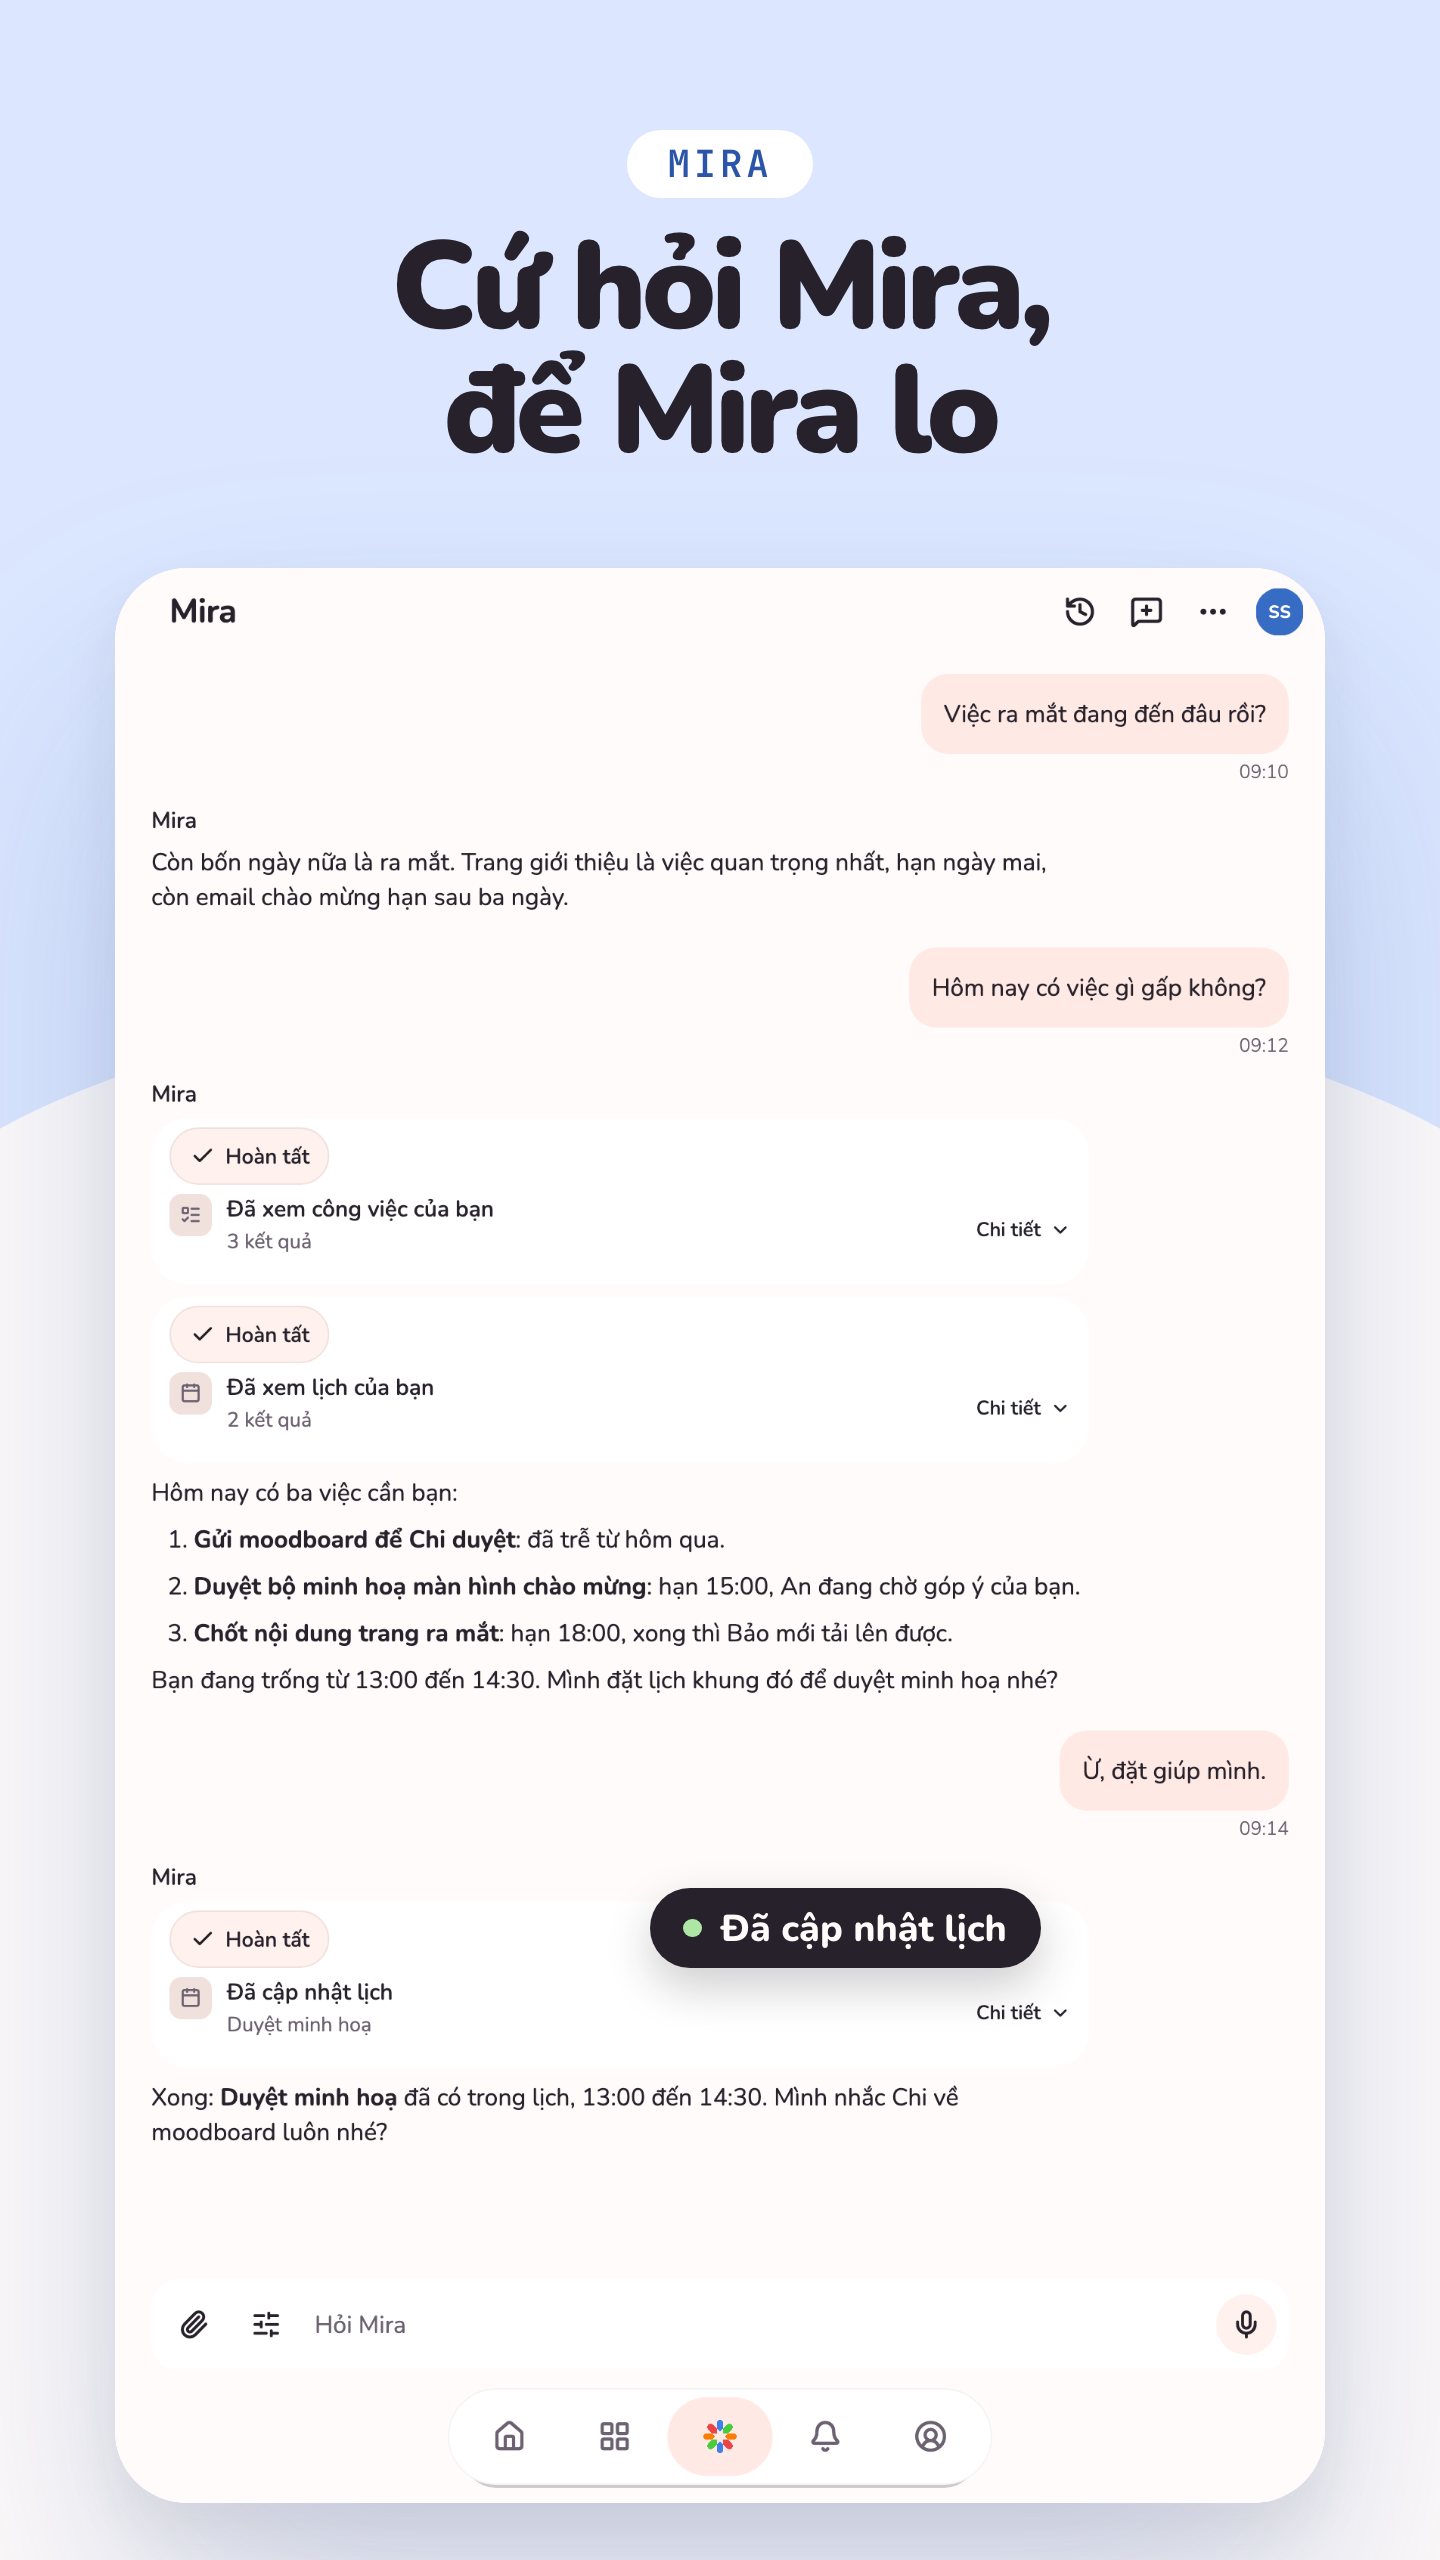 MIRA
Cứ hỏi Mira,
để Mira lo
Mira
SS
Việc ra mắt đang đến đâu rồi?
09:10
Mira
Còn bốn ngày nữa là ra mắt. Trang giới thiệu là việc quan trọng nhất, hạn ngày mai,
còn email chào mừng hạn sau ba ngày.
Hôm nay có việc gì gấp không?
09:12
Mira
Hoàn tất
Đã xem công việc của bạn
3 kết quả
Chi tiết
Hoàn tất
Đã xem lịch của bạn
2 kết quả
Chi tiết
Hôm nay có ba việc cần bạn:
1. Gửi moodboard để Chi duyệt: đã trễ từ hôm qua.
2. Duyệt bộ minh hoạ màn hình chào mừng: hạn 15:00, An đang chờ góp ý của bạn.
3. Chốt nội dung trang ra mắt: hạn 18:00, xong thì Bảo mới tải lên được.
Bạn đang trống từ 13:00 đến 14:30. Mình đặt lịch khung đó để duyệt minh hoạ nhé?
Ừ, đặt giúp mình.
09:14
Mira
Hoàn tất
Đã cập nhật lịch
Đã cập nhật lịch
Duyệt minh hoạ
Chi tiết
Xong: Duyệt minh hoạ đã có trong lịch, 13:00 đến 14:30. Mình nhắc Chi về
moodboard luôn nhé?
Hỏi Mira